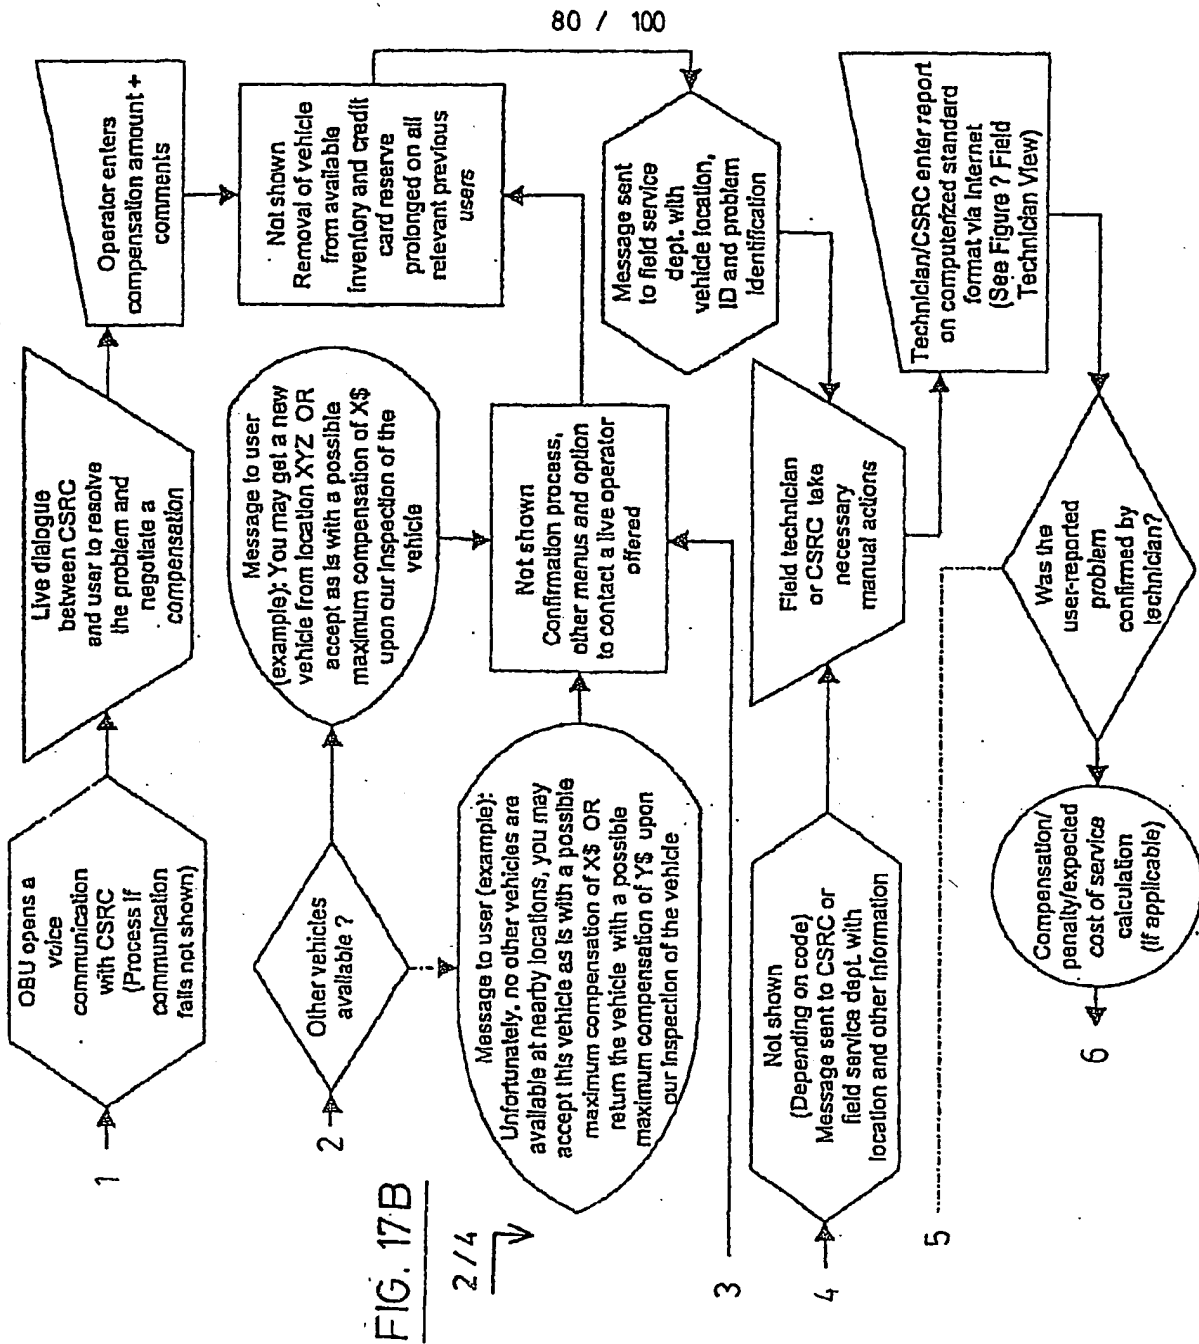 80 / 100
1
OBU opens a
voice
communication
with CSRC
(Process if
communication
fails not shown)
Live dialogue
between CSRC
and user to resolve
the problem and
negotiate a
compensation
Operator enters
compensation amount +
comments
2
Other vehicles
available ?
Message to user
(example): You may get a new
vehicle from location XYZ OR
accept as is with a possible
maximum compensation of X$
upon our Inspection of the
vehicle
Not shown
Removal of vehicle
from available
inventory and credit
card reserve
prolonged on all
relevant previous
users
Message to user (example):
Unfortunately, no other vehicles are
available at nearby locations, you may
accept this vehicle as is with a possible
maximum compensation of X$ OR
return the vehicle with a possible
maximum compensation of Y$ upon
our Inspection of the vehicle
Not shown
Confirmation process,
other menus and option
to contact a live operator
offered
Message sent
to field service
dept. with
vehicle location,
ID and problem
identification
FIG. 17B
2/4
3
4
Not shown
(Depending on code)
Message sent to CSRC or
field service dept. with
location and other Information
Field technician
or CSRC take
necessary
manual actions
Technician/CSRC enter report
on computerized standard
format via Internet
(See Figure ? Field
Technician View)
5
Was the
user-reported
problem
confirmed by
technician?
Compensation/
penalty/expected
cost of service
calculation
(If applicable)
6